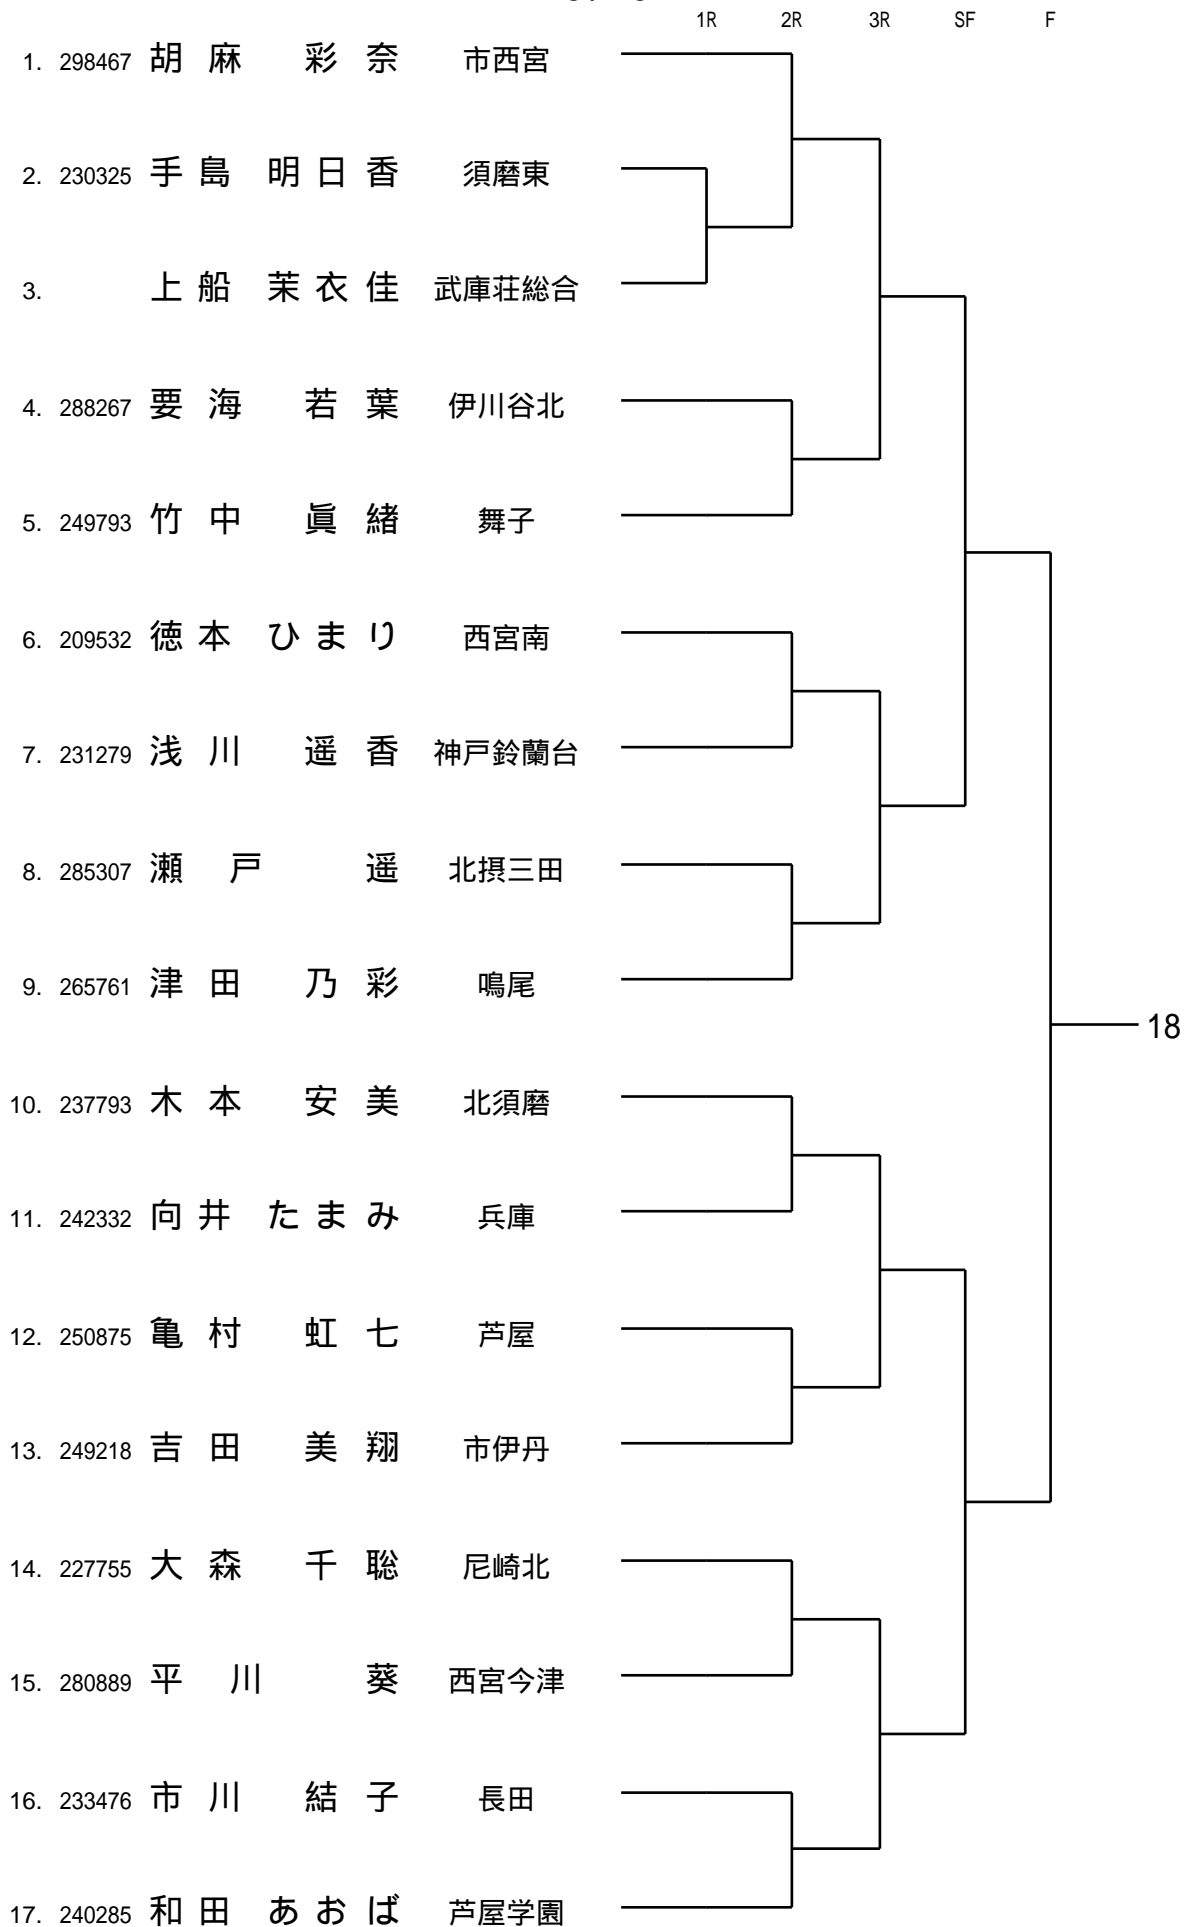 1R 2R 3R SF F
1. 298467 胡麻 彩奈 市西宮
2. 230325 手島 明日香 須磨東
3. 上船 茉衣佳 武庫荘総合
4. 288267 要海 若葉 伊川谷北
5. 249793 竹中 眞緒 舞子
6. 209532 徳本 ひまり 西宮南
7. 231279 浅川 遥香 神戸鈴蘭台
8. 285307 瀬戸 遥 北摂三田
9. 265761 津田 乃彩 鳴尾
18
10. 237793 木本 安美 北須磨
11. 242332 向井 たまみ 兵庫
12. 250875 亀村 虹七 芦屋
13. 249218 吉田 美翔 市伊丹
14. 227755 大森 千聡 尼崎北
15. 280889 平川 葵 西宮今津
16. 233476 市川 結子 長田
17. 240285 和田 あおば 芦屋学園